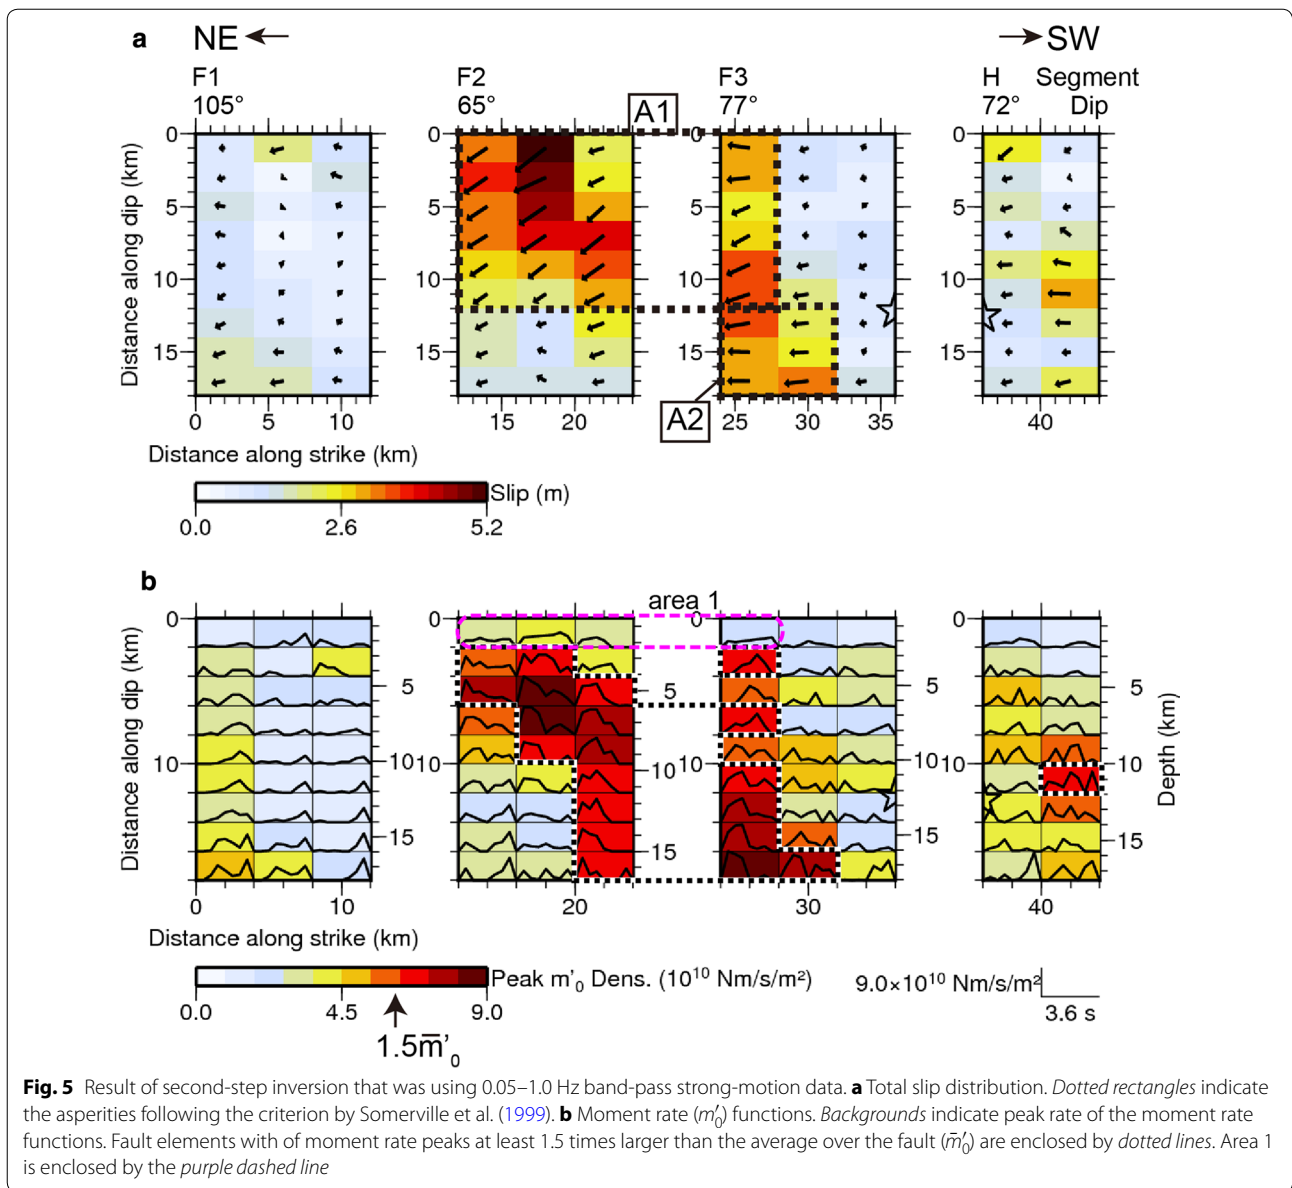 a NE SW
F1 F2 F3 H Segment
105° 65° A1 77° 72° Dip
0 0 0 0
5 5 5 5
10 10 10 10
15 15 15 15
Distance along dip (km)
0 5 10 15 20 A2 25 30 35 40
Distance along strike (km)
Slip (m)
0.0 2.6 5.2
b
area 1
0 0 0 0
5 5 5
10 10 10 10 10 10 10
15 15 15
Distance along dip (km)
Depth (km)
0 10 20 30 40
Distance along strike (km)
Peak m'₀ Dens. (10¹⁰ Nm/s/m²) 9.0×10¹⁰ Nm/s/m²
0.0 4.5 9.0 3.6 s
1.5m̅'₀
Fig. 5 Result of second-step inversion that was using 0.05–1.0 Hz band-pass strong-motion data. a Total slip distribution. Dotted rectangles indicate
the asperities following the criterion by Somerville et al. (1999). b Moment rate (m′₀) functions. Backgrounds indicate peak rate of the moment rate
functions. Fault elements with of moment rate peaks at least 1.5 times larger than the average over the fault (m̅′₀) are enclosed by dotted lines. Area 1
is enclosed by the purple dashed line